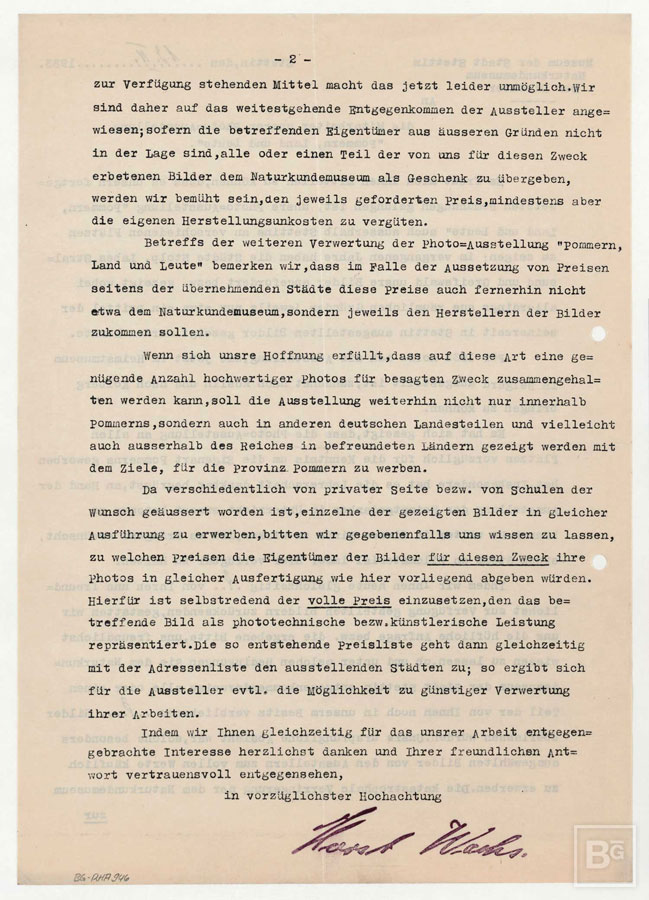 - 2 -
zur Verfügung stehenden Mittel macht das jetzt leider unmöglich.Wir
sind daher auf das weitestgehende Entgegenkommen der Aussteller ange=
wiesen;sofern die betreffenden Eigentümer aus äusseren Gründen nicht
in der Lage sind,alle oder einen Teil der von uns für diesen Zweck
erbetenen Bilder dem Naturkundemuseum als Geschenk zu übergeben,
werden wir bemüht sein,den jeweils geforderten Preis,mindestens aber
die eigenen Herstellungsunkosten zu vergüten.
Betreffs der weiteren Verwertung der Photo=Ausstellung "Pommern,
Land und Leute" bemerken wir,dass im Falle der Aussetzung von Preisen
seitens der übernehmenden Städte diese Preise auch fernerhin nicht
etwa dem Naturkundemuseum,sondern jeweils den Herstellern der Bilder
zukommen sollen.
Wenn sich unsre Hoffnung erfüllt,dass auf diese Art eine ge=
nügende Anzahl hochwertiger Photos für besagten Zweck zusammengehal=
ten werden kann,soll die Ausstellung weiterhin nicht nur innerhalb
Pommerns,sondern auch in anderen deutschen Landesteilen und vielleicht
auch ausserhalb des Reiches in befreundeten Ländern gezeigt werden mit
dem Ziele, für die Provinz Pommern zu werben.
Da verschiedentlich von privater Seite bezw. von Schulen der
Wunsch geäussert worden ist,einzelne der gezeigten Bilder in gleicher
Ausführung zu erwerben,bitten wir gegebenenfalls uns wissen zu lassen,
zu welchen Preisen die Eigentümer der Bilder für diesen Zweck ihre
Photos in gleicher Ausfertigung wie hier vorliegend abgeben würden.
Hierfür ist selbstredend der volle Preis einzusetzen,den das be=
treffende Bild als phototechnische bezw.künstlerische Leistung
repräsentiert.Die so entstehende Preisliste geht dann gleichzeitig
mit der Adressenliste den ausstellenden Städten zu; so ergibt sich
für die Aussteller evtl. die Möglichkeit zu günstiger Verwertung
ihrer Arbeiten.
Indem wir Ihnen gleichzeitig für das unsrer Arbeit entgegen=
gebrachte Interesse herzlichst danken und Ihrer freundlichen Ant=
wort vertrauensvoll entgegensehen,
in vorzüglichster Hochachtung
Horst Wachs.
BG-AHA 946
BG